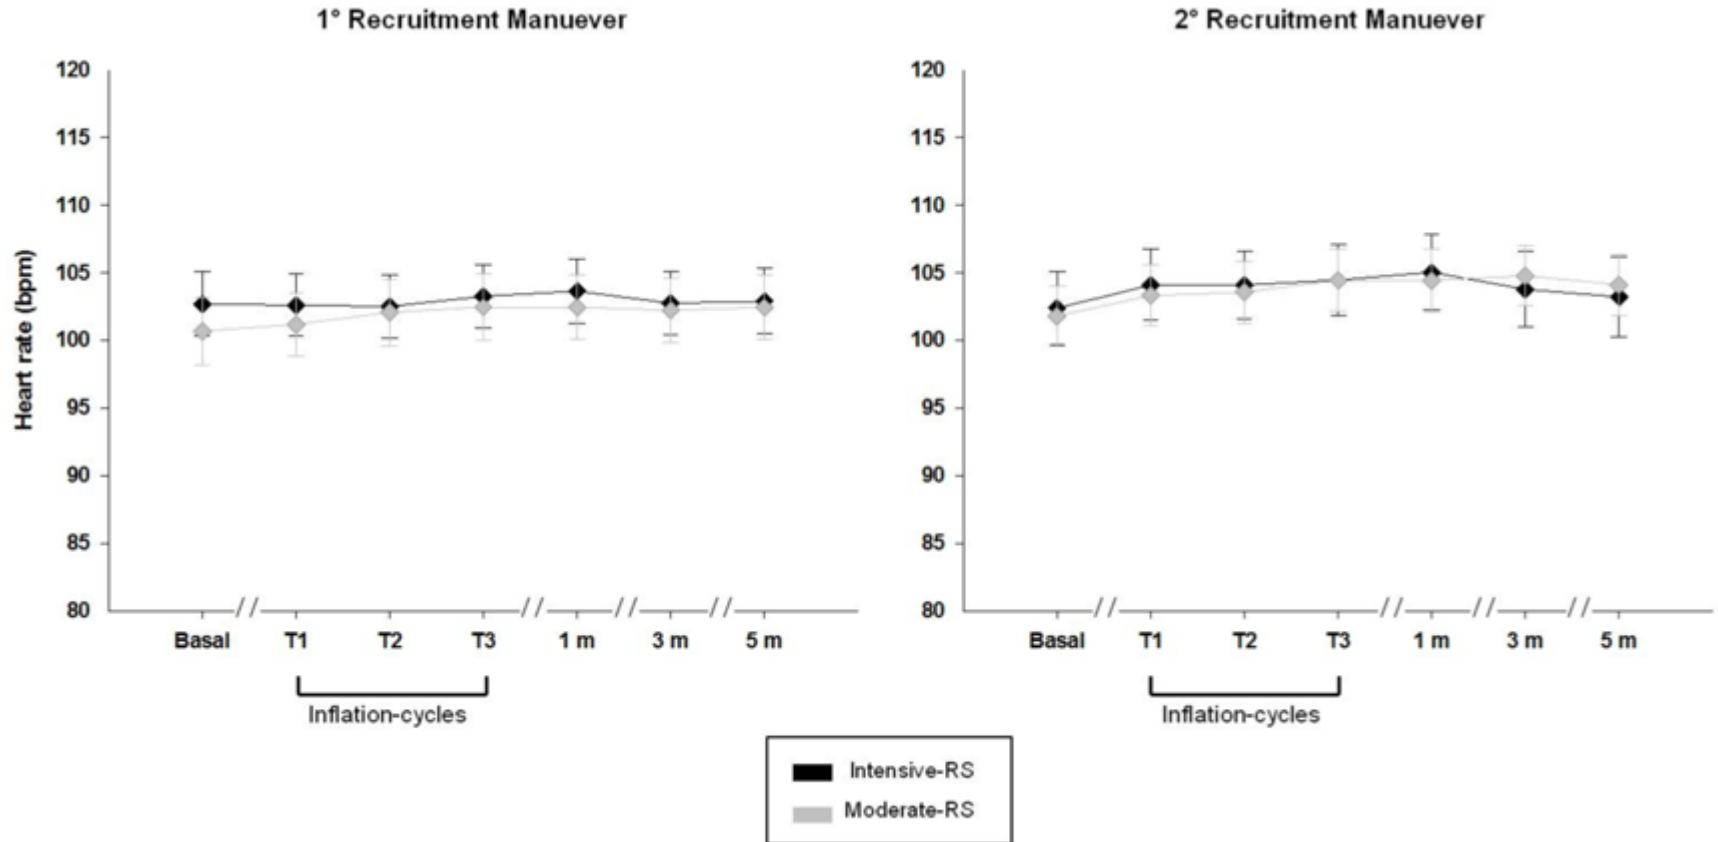 1° Recruitment Manuever
120
115
110
105
100
95
90
85
80
Heart rate (bpm)
Basal // T1 T2 T3 // 1 m // 3 m // 5 m
Inflation-cycles
2° Recruitment Manuever
120
115
110
105
100
95
90
85
80
Basal // T1 T2 T3 // 1 m // 3 m // 5 m
Inflation-cycles
Intensive-RS
Moderate-RS